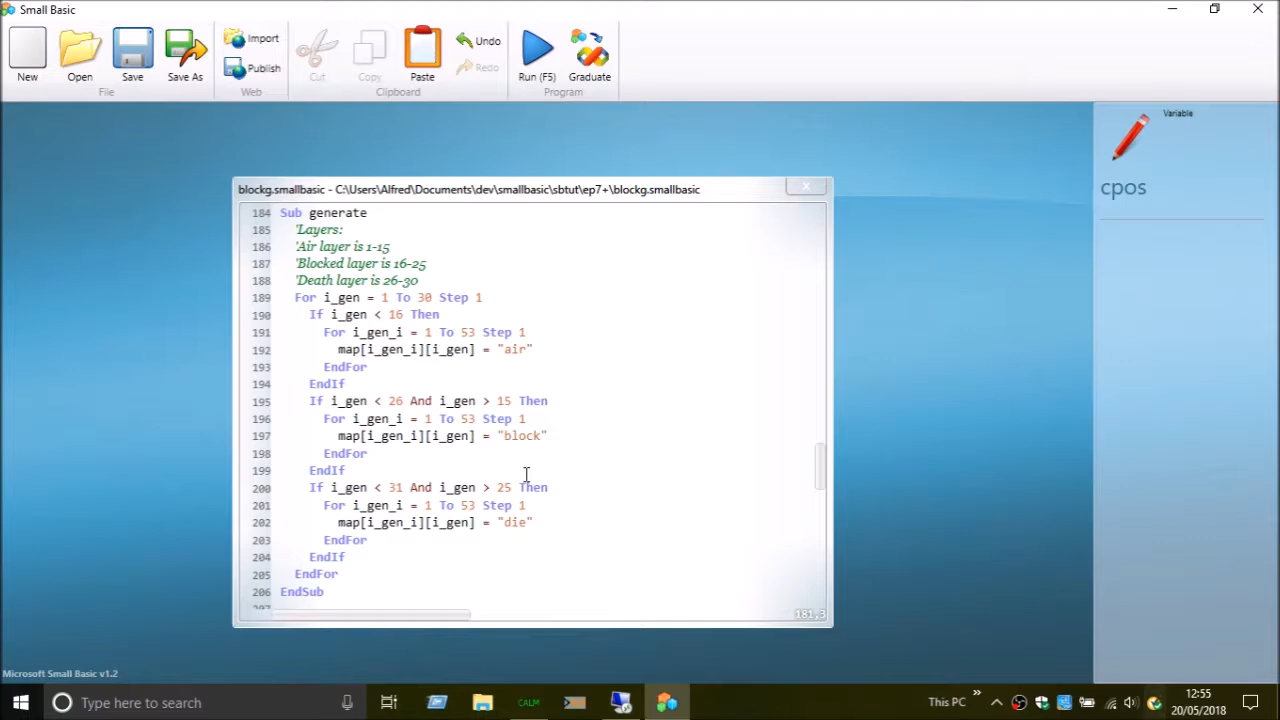 Small Basic
New
Open
Save
Save As
Import
Publish
Cut
Copy
Paste
Undo
Redo
Run (F5)
Graduate
File
Web
Clipboard
Program
Variable
cpos
blockg.smallbasic - C:\Users\Alfred\Documents\dev\smallbasic\sbtut\ep7+\blockg.smallbasic
x
184 Sub generate
185 'Layers:
186 'Air layer is 1-15
187 'Blocked layer is 16-25
188 'Death layer is 26-30
189 For i_gen = 1 To 30 Step 1
190 If i_gen < 16 Then
191 For i_gen_i = 1 To 53 Step 1
192 map[i_gen_i][i_gen] = "air"
193 EndFor
194 EndIf
195 If i_gen < 26 And i_gen > 15 Then
196 For i_gen_i = 1 To 53 Step 1
197 map[i_gen_i][i_gen] = "block"
198 EndFor
199 EndIf
200 If i_gen < 31 And i_gen > 25 Then
201 For i_gen_i = 1 To 53 Step 1
202 map[i_gen_i][i_gen] = "die"
203 EndFor
204 EndIf
205 EndFor
206 EndSub
207
181,3
Microsoft Small Basic v1.2
Type here to search
CALM
This PC
12:55
20/05/2018